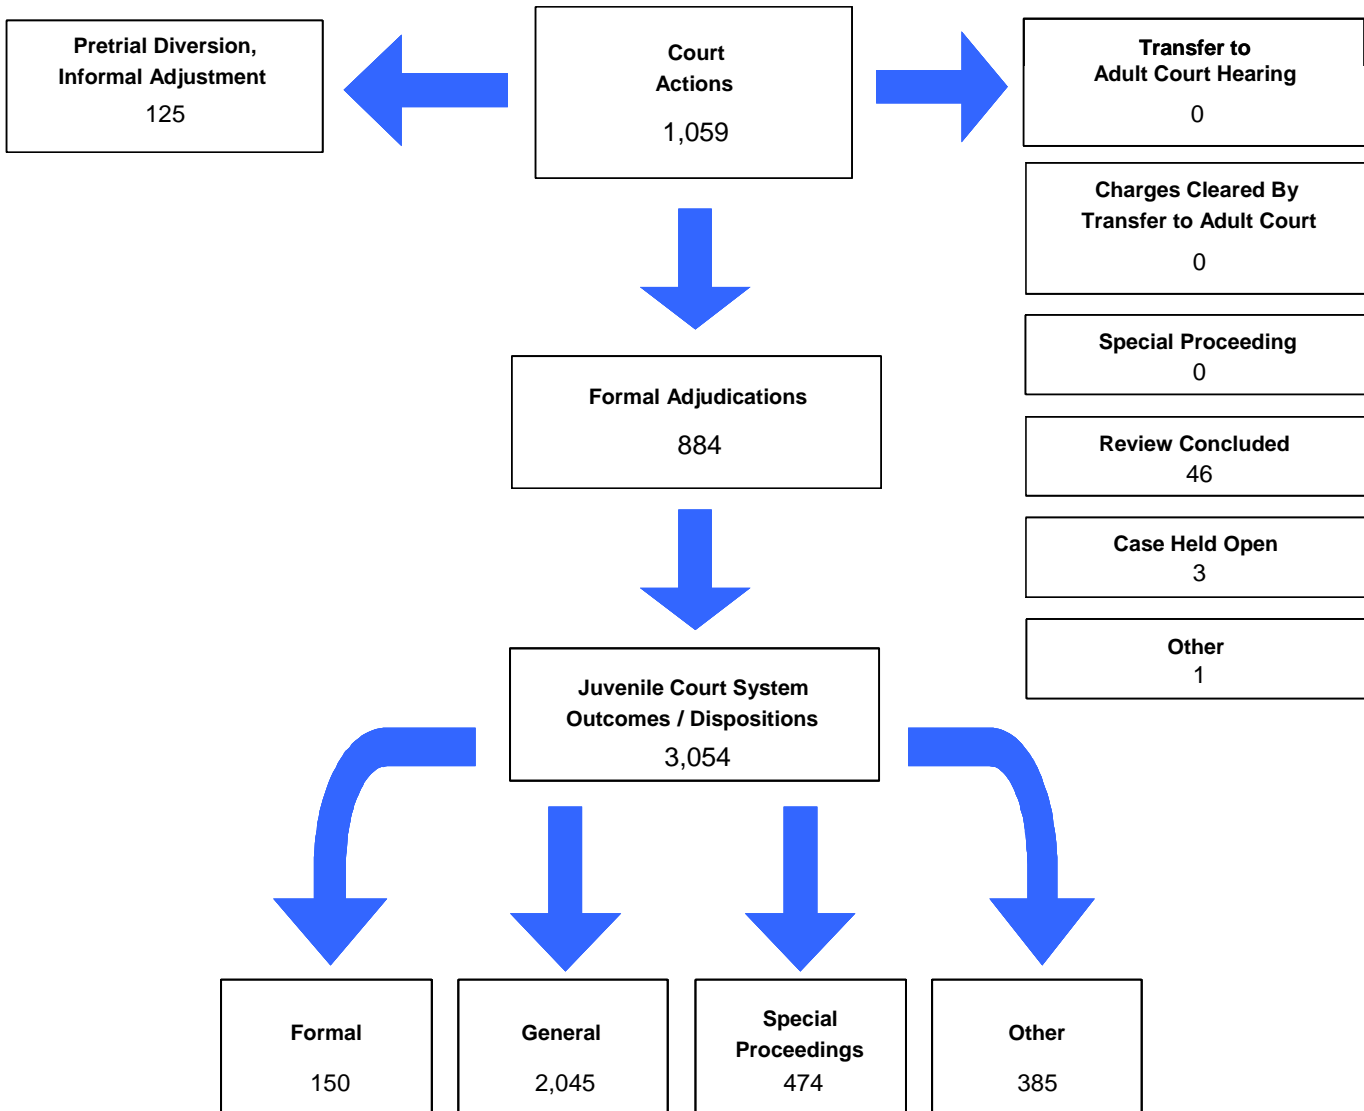 Pretrial Diversion,
Informal Adjustment
125
Court
Actions
1,059
Transfer to
Adult Court Hearing
0
Charges Cleared By
Transfer to Adult Court
0
Special Proceeding
0
Formal Adjudications
884
Review Concluded
46
Case Held Open
3
Other
1
Juvenile Court System
Outcomes / Dispositions
3,054
Formal
150
General
2,045
Special
Proceedings
474
Other
385